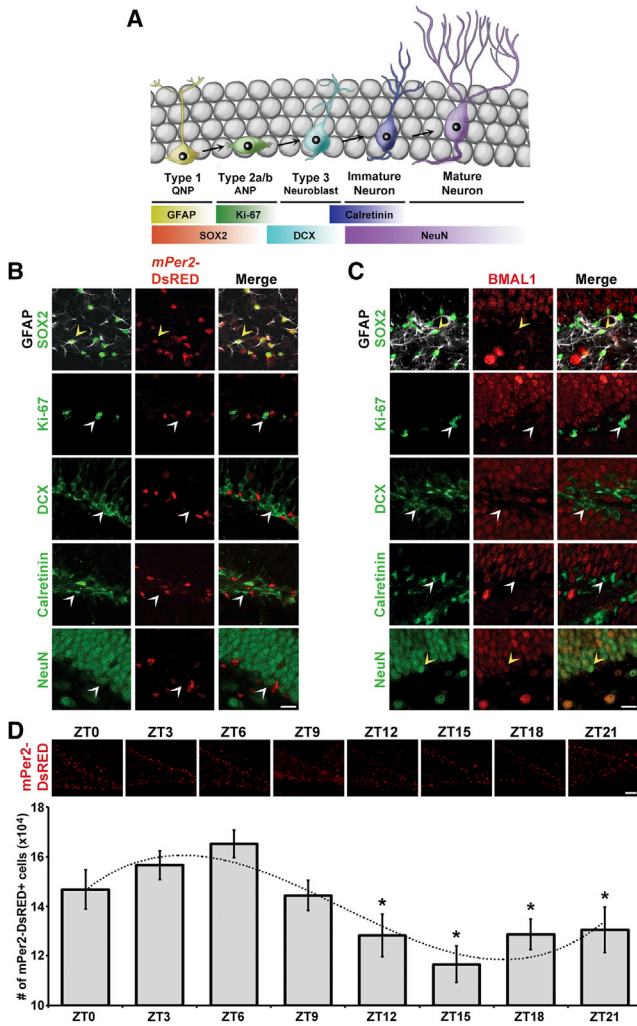 A
Type 1 Type 2a/b Type 3 Immature Mature
QNP ANP Neuroblast Neuron Neuron
GFAP Ki-67 Calretinin
SOX2 DCX NeuN
B
mPer2-
DsRED Merge
GFAP
SOX2
Ki-67
DCX
Calretinin
NeuN
C
BMAL1 Merge
GFAP
SOX2
Ki-67
DCX
Calretinin
NeuN
D
ZT0 ZT3 ZT6 ZT9 ZT12 ZT15 ZT18 ZT21
mPer2-
DsRED
# of mPer2-DsRED+ cells (x10⁴)
18
16
14
12
10
* * * *
ZT0 ZT3 ZT6 ZT9 ZT12 ZT15 ZT18 ZT21